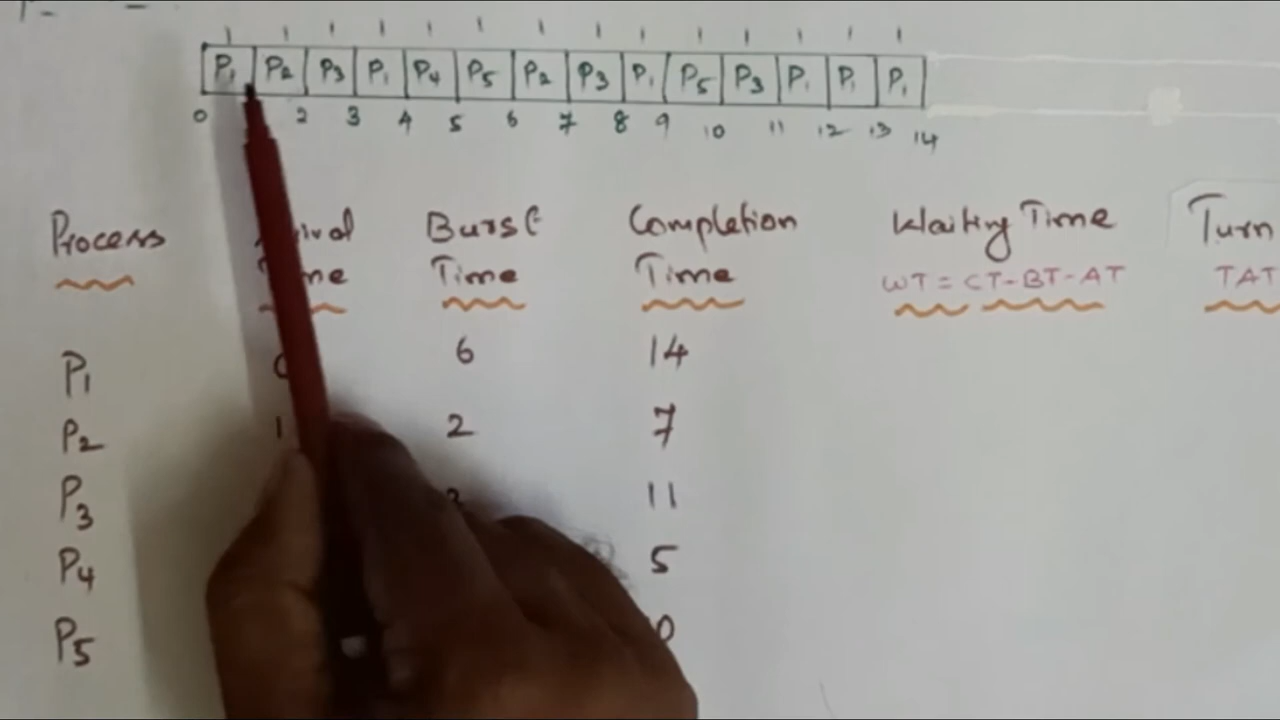 P₁ P₂ P₃ P₁ P₄ P₅ P₂ P₃ P₁ P₅ P₃ P₁ P₁ P₁
0 2 3 4 5 6 7 8 9 10 11 12 13 14
Process Burst Completion Waiting Time Turn
Time Time WT = CT-BT-AT TAT
P₁ 6 14
P₂ 1 2 7
P₃ 11
P₄ 5
P₅